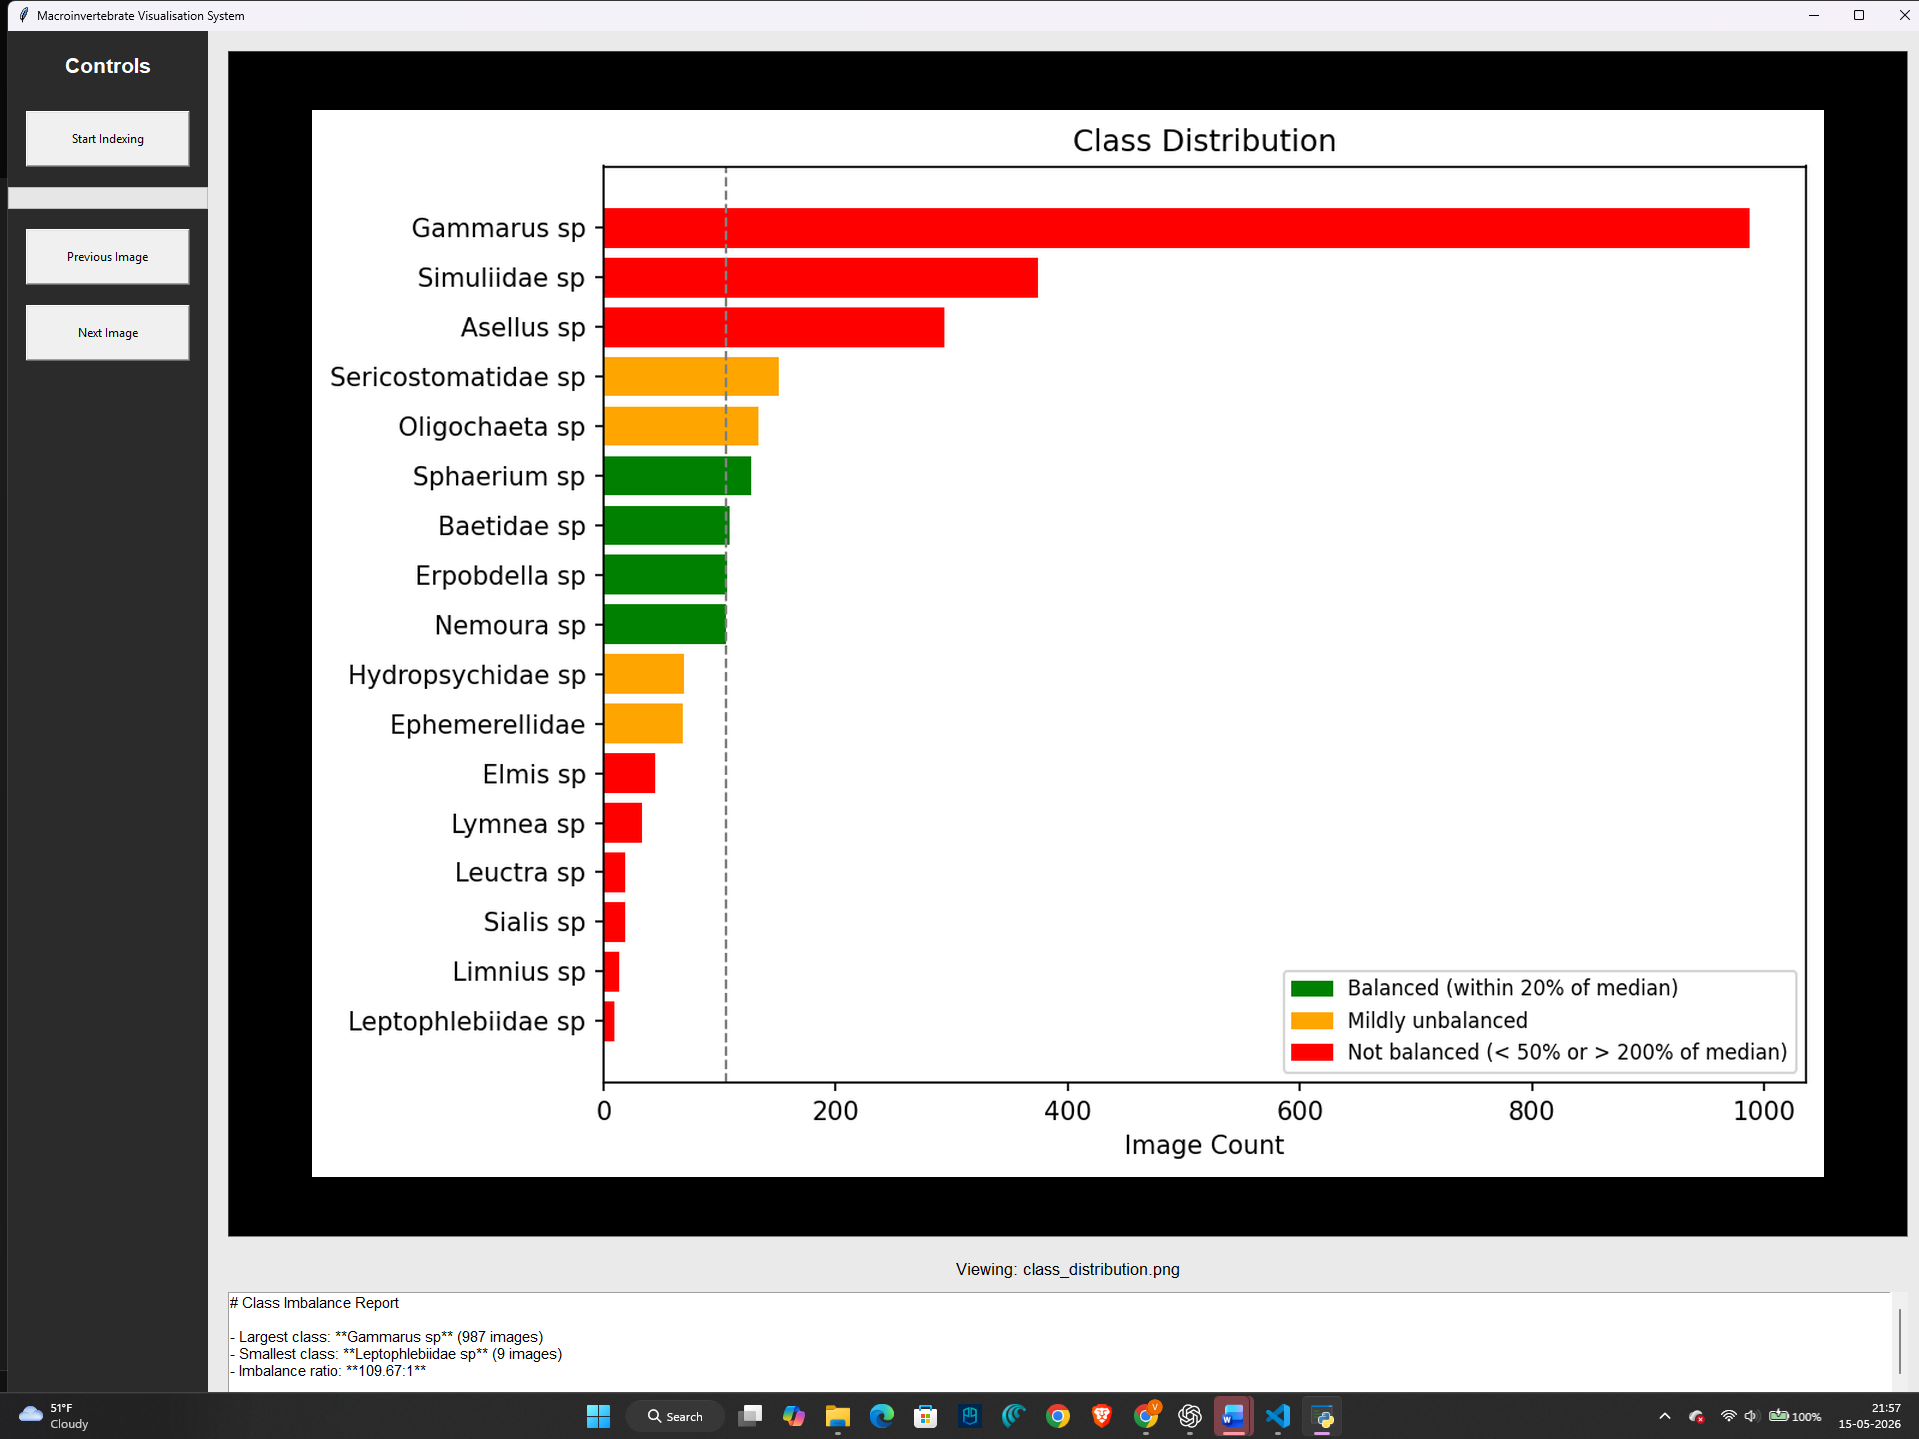 Macroinvertebrate Visualisation System
Controls
Start Indexing
Previous Image
Next Image
Class Distribution
Gammarus sp
Simuliidae sp
Asellus sp
Sericostomatidae sp
Oligochaeta sp
Sphaerium sp
Baetidae sp
Erpobdella sp
Nemoura sp
Hydropsychidae sp
Ephemerellidae
Elmis sp
Lymnea sp
Leuctra sp
Sialis sp
Limnius sp
Leptophlebiidae sp
Balanced (within 20% of median)
Mildly unbalanced
Not balanced (< 50% or > 200% of median)
0 200 400 600 800 1000
Image Count
Viewing: class_distribution.png
# Class Imbalance Report
- Largest class: **Gammarus sp** (987 images)
- Smallest class: **Leptophlebiidae sp** (9 images)
- Imbalance ratio: **109.67:1**
51°F
Cloudy
Search
V
W
100%
21:57
15-05-2026